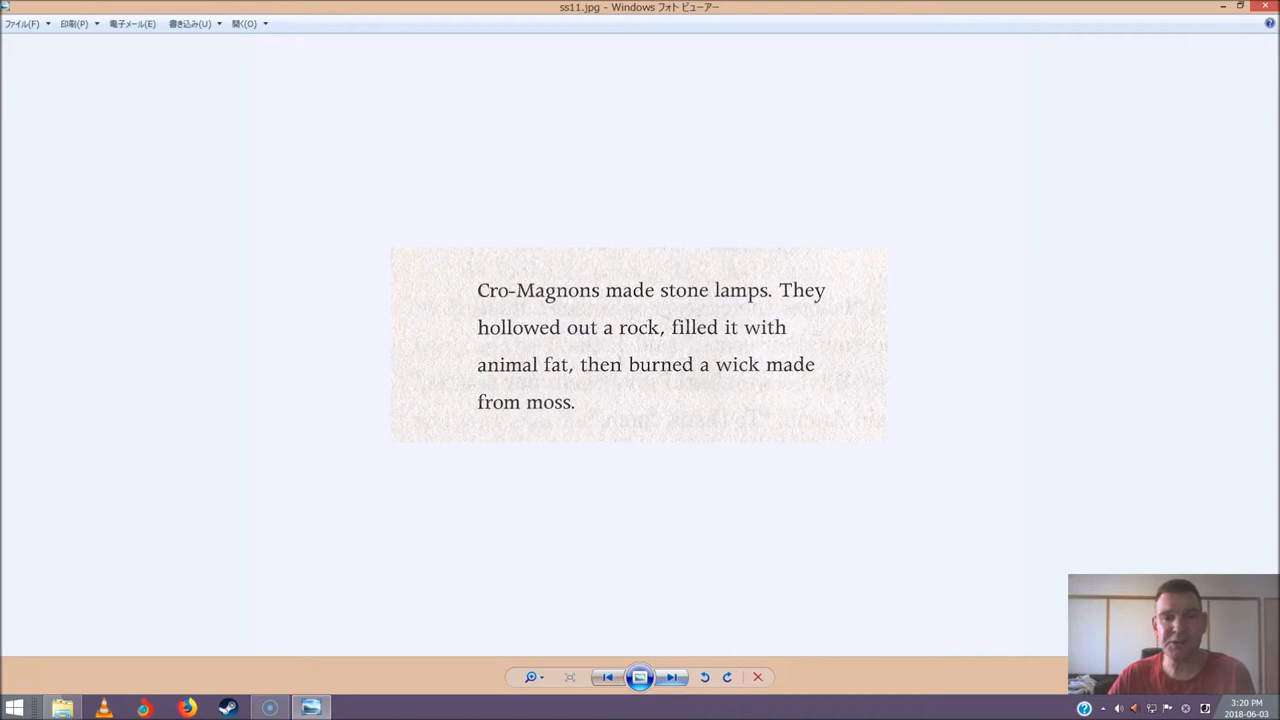 ss11.jpg - Windows フォト ビューアー
ファイル(F) 印刷(P) 電子メール(E) 書き込み(U) 開く(O)
Cro-Magnons made stone lamps. They
hollowed out a rock, filled it with
animal fat, then burned a wick made
from moss.
3:20 PM
2018-06-03